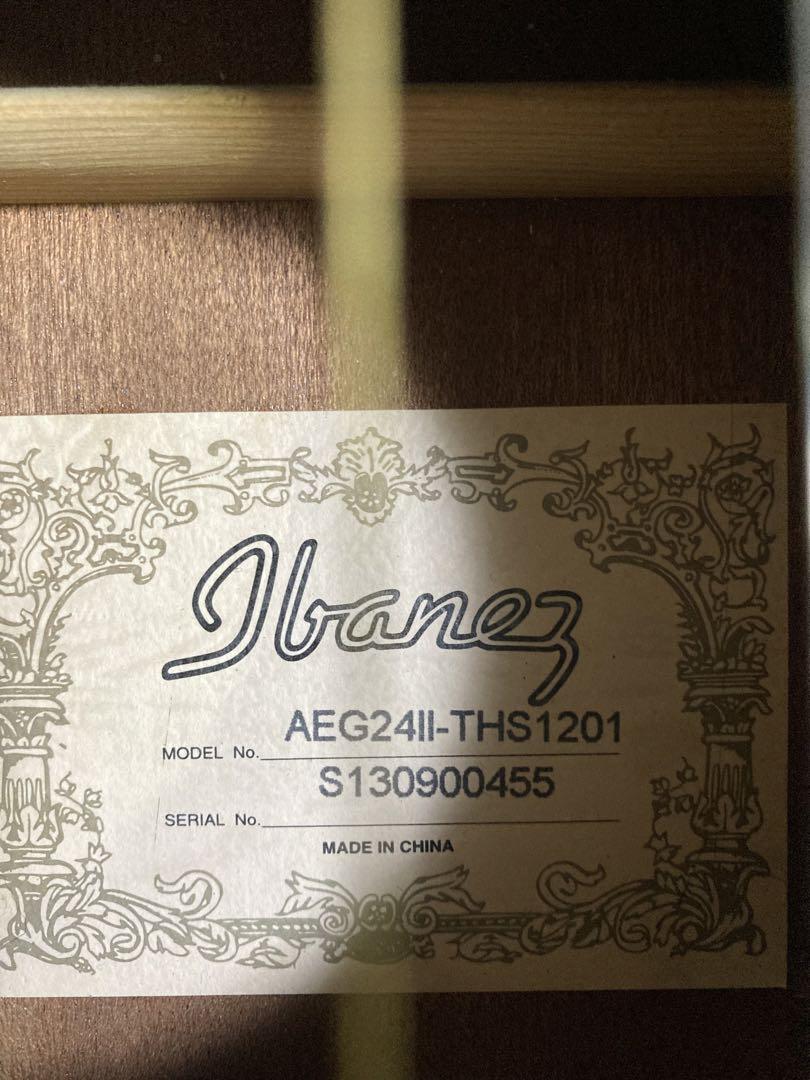 Ibanez
AEG24II-THS1201
MODEL No.
S130900455
SERIAL No.
MADE IN CHINA